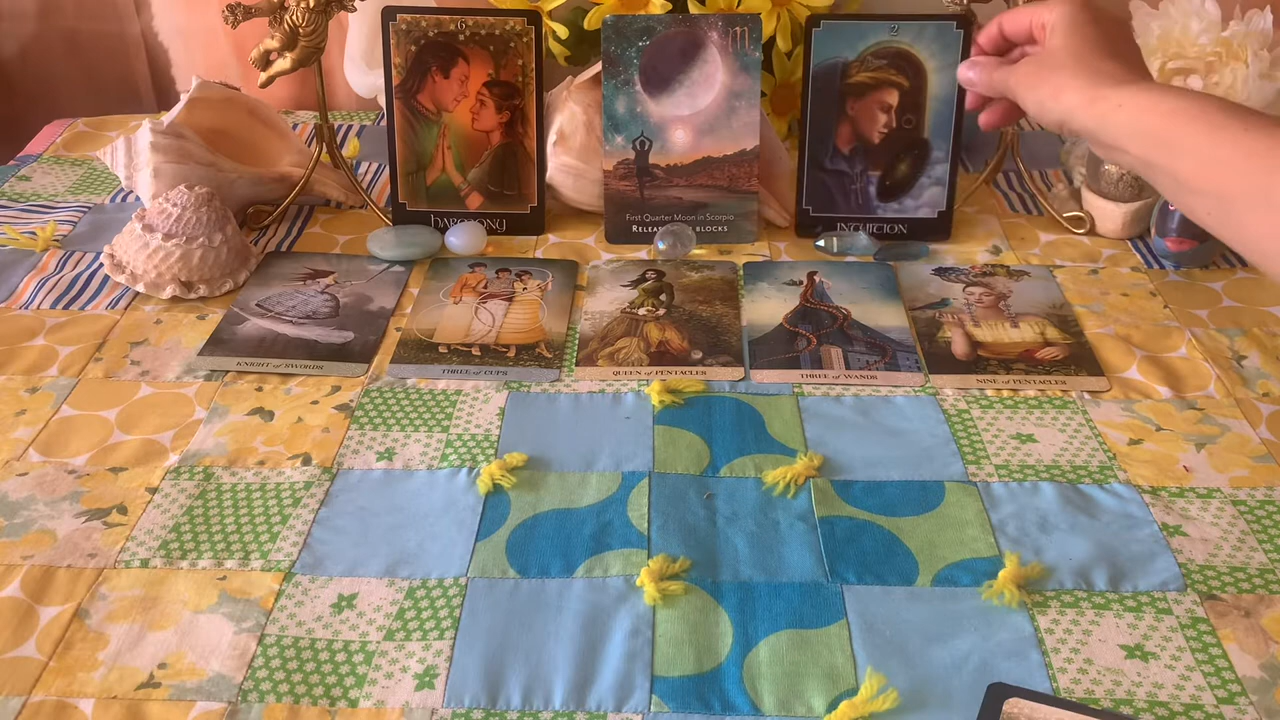 6
HARMONY
First Quarter Moon in Scorpio
BLOCKS
2
INTUITION
KNIGHT of SWORDS
THREE of CUPS
QUEEN of PENTACLES
THREE of WANDS
NINE of PENTACLES